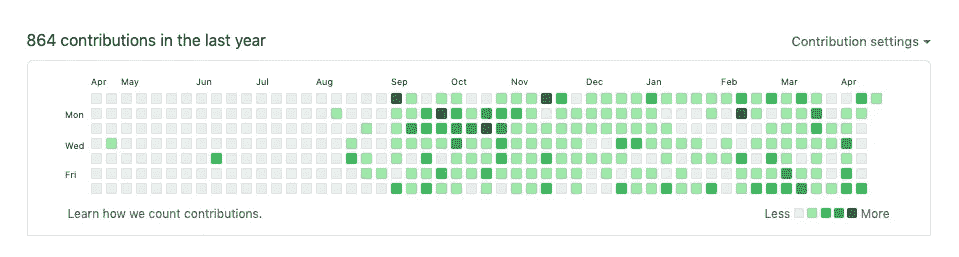 864 contributions in the last year
Contribution settings
Apr May Jun Jul Aug Sep Oct Nov Dec Jan Feb Mar Apr
Mon
Wed
Fri
Learn how we count contributions.
Less More